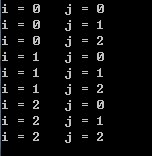 i = 0   j = 0
i = 0   j = 1
i = 0   j = 2
i = 1   j = 0
i = 1   j = 1
i = 1   j = 2
i = 2   j = 0
i = 2   j = 1
i = 2   j = 2